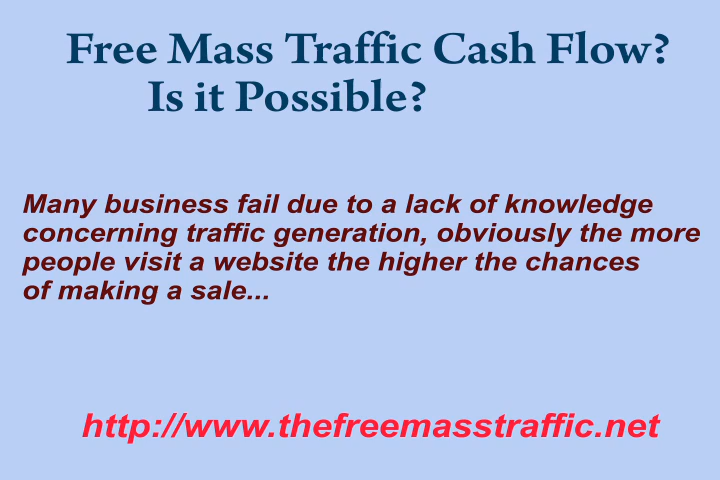 Free Mass Traffic Cash Flow?
Is it Possible?
Many business fail due to a lack of knowledge
concerning traffic generation, obviously the more
people visit a website the higher the chances
of making a sale...
http://www.thefreemasstraffic.net